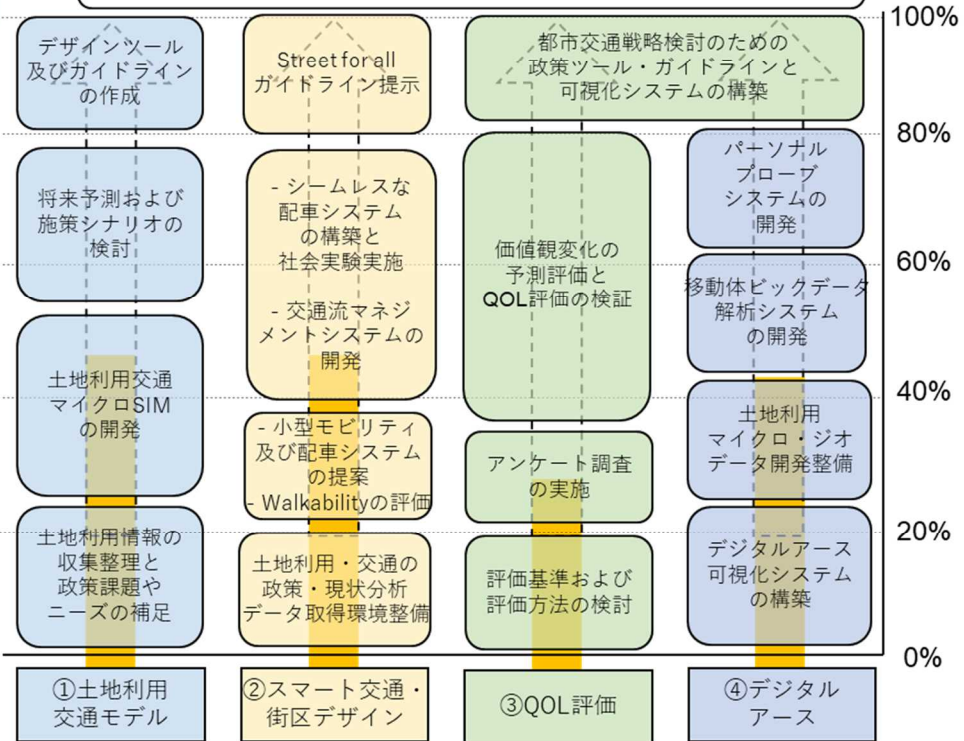 デザインツール
及びガイドライン
の作成
将来予測および
施策シナリオの
検討
土地利用交通
マイクロSIM
の開発
土地利用情報の
収集整理と
政策課題や
ニーズの補足
①土地利用
交通モデル
Street for all
ガイドライン提示
- シームレスな
配車システム
の構築と
社会実験実施
- 交通流マネジ
メントシステムの
開発
- 小型モビリティ
及び配車システム
の提案
- Walkabilityの評価
土地利用・交通の
政策・現状分析
データ取得環境整備
②スマート交通・
街区デザイン
都市交通戦略検討のための
政策ツール・ガイドラインと
可視化システムの構築
価値観変化の
予測評価と
QOL評価の検証
アンケート調査
の実施
評価基準および
評価方法の検討
③QOL評価
パーソナル
プローブ
システムの
開発
移動体ビックデータ
解析システム
の開発
土地利用
マイクロ・ジオ
データ開発整備
デジタルアース
可視化システム
の構築
④デジタル
アース
100%
80%
60%
40%
20%
0%